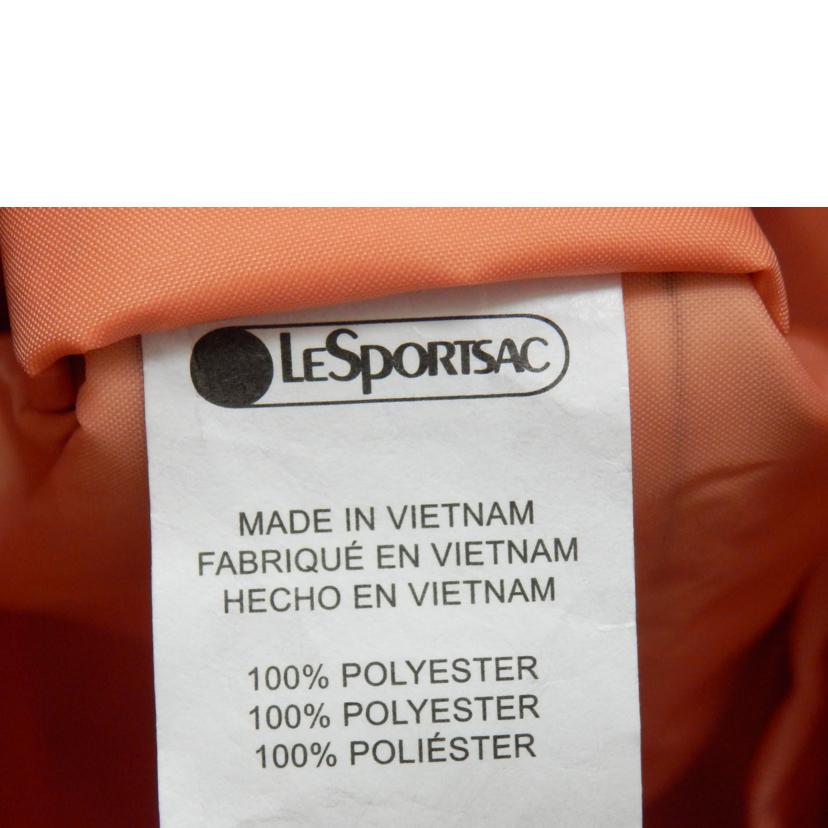 LESPORTSAC
MADE IN VIETNAM
FABRIQUÉ EN VIETNAM
HECHO EN VIETNAM
100% POLYESTER
100% POLYESTER
100% POLIÉSTER